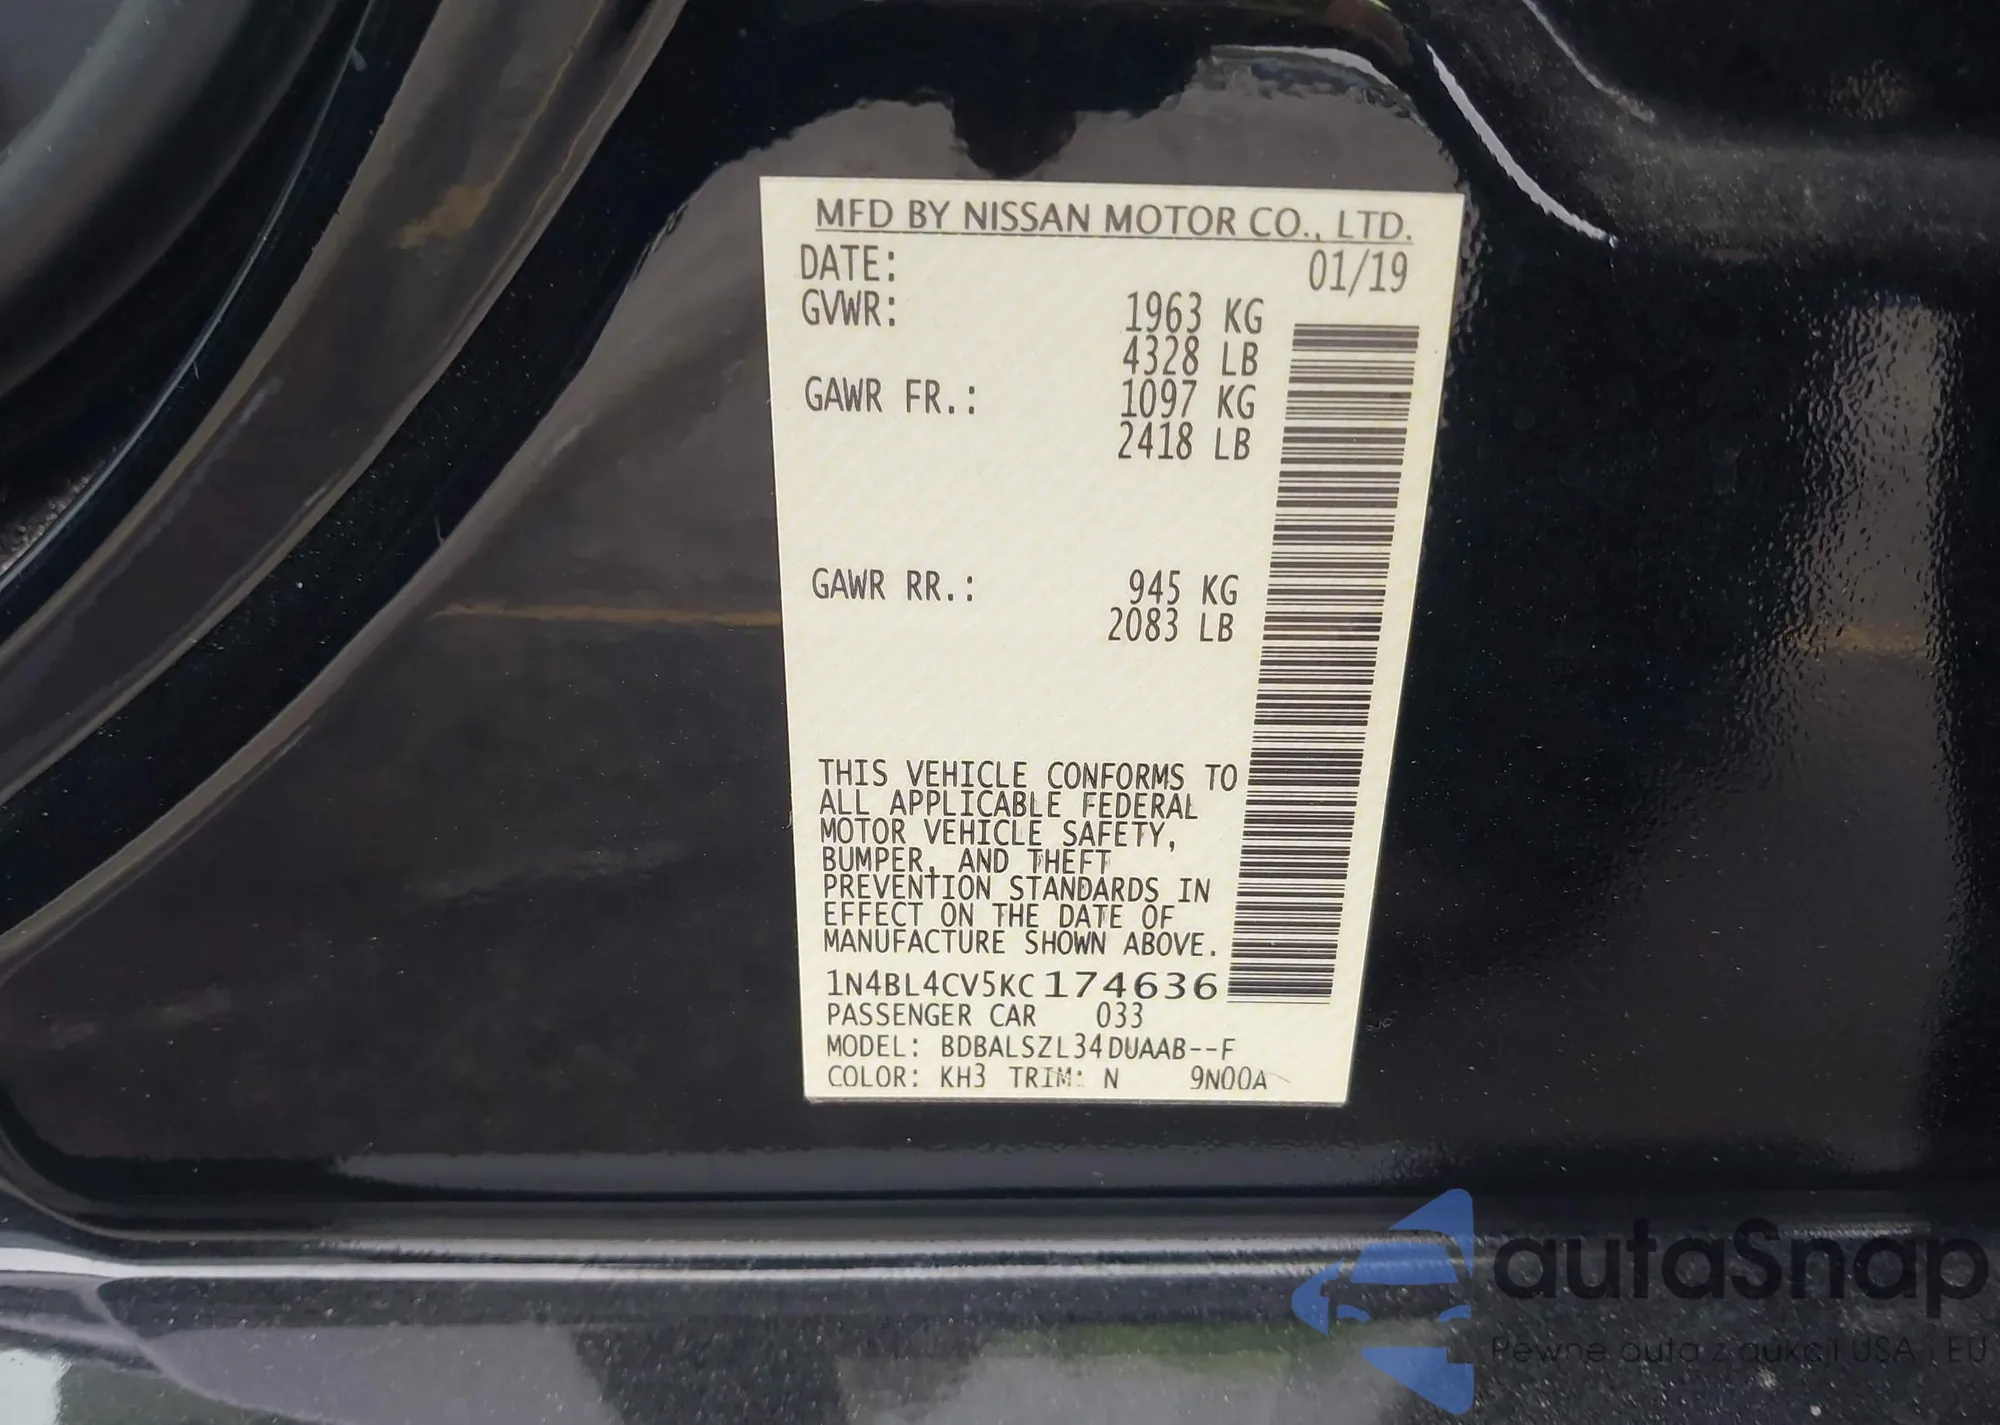 MFD BY NISSAN MOTOR CO., LTD.
DATE: 01/19
GVWR: 1963 KG
4328 LB
GAWR FR.: 1097 KG
2418 LB
GAWR RR.: 945 KG
2083 LB
THIS VEHICLE CONFORMS TO
ALL APPLICABLE FEDERAL
MOTOR VEHICLE SAFETY,
BUMPER, AND THEFT
PREVENTION STANDARDS IN
EFFECT ON THE DATE OF
MANUFACTURE SHOWN ABOVE.
1N4BL4CV5KC174636
PASSENGER CAR 033
MODEL: BDBALSZL34DUAAB--F
COLOR: KH3 TRIM: N 9N00A
autoSnap
Pewne auta z aukcji USA i EU